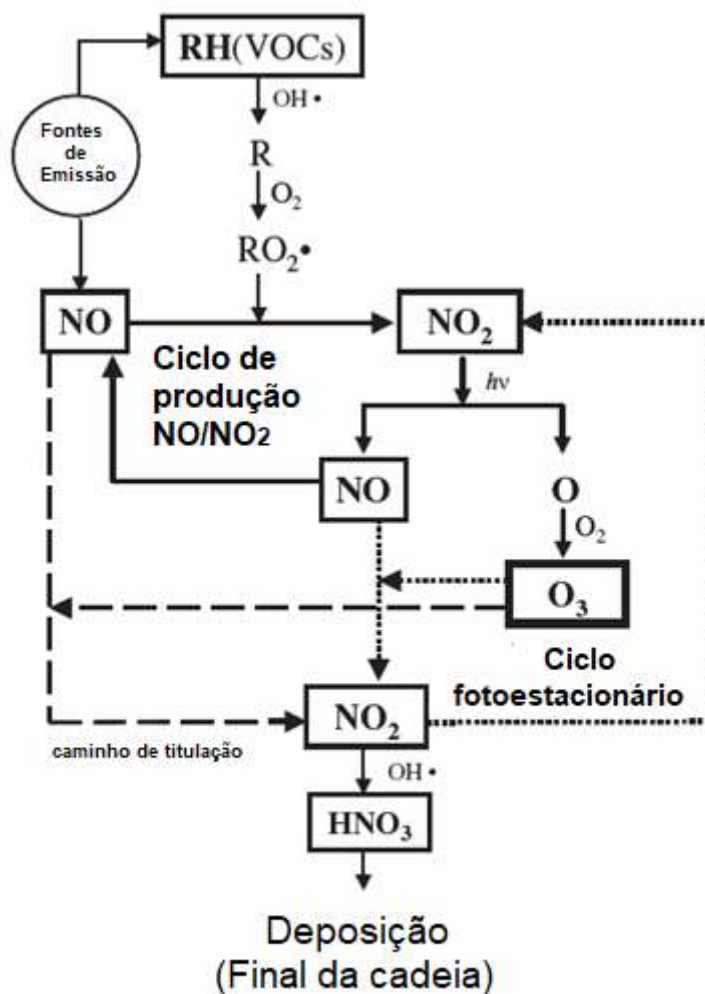 RH(VOCs)
OH •
Fontes
de
Emissão
R
O₂
RO₂•
NO
NO₂
Ciclo de
produção
NO/NO₂
hν
NO
O
O₂
O₃
Ciclo
fotoestacionário
NO₂
caminho de titulação
OH •
HNO₃
Deposição
(Final da cadeia)